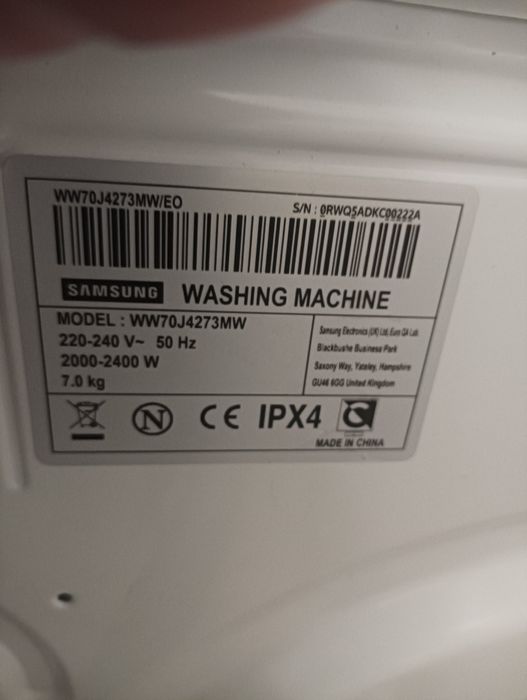 WW70J4273MW/EO
S/N : 0RWQ5ADKC00222A
SAMSUNG WASHING MACHINE
MODEL : WW70J4273MW
220-240 V~ 50 Hz
2000-2400 W
7.0 kg
Samsung Electronics (UK) Ltd, Euro QA Lab.
Blackbushe Business Park
Saxony Way, Yateley, Hampshire
GU46 6GG United Kingdom
N CE IPX4
MADE IN CHINA